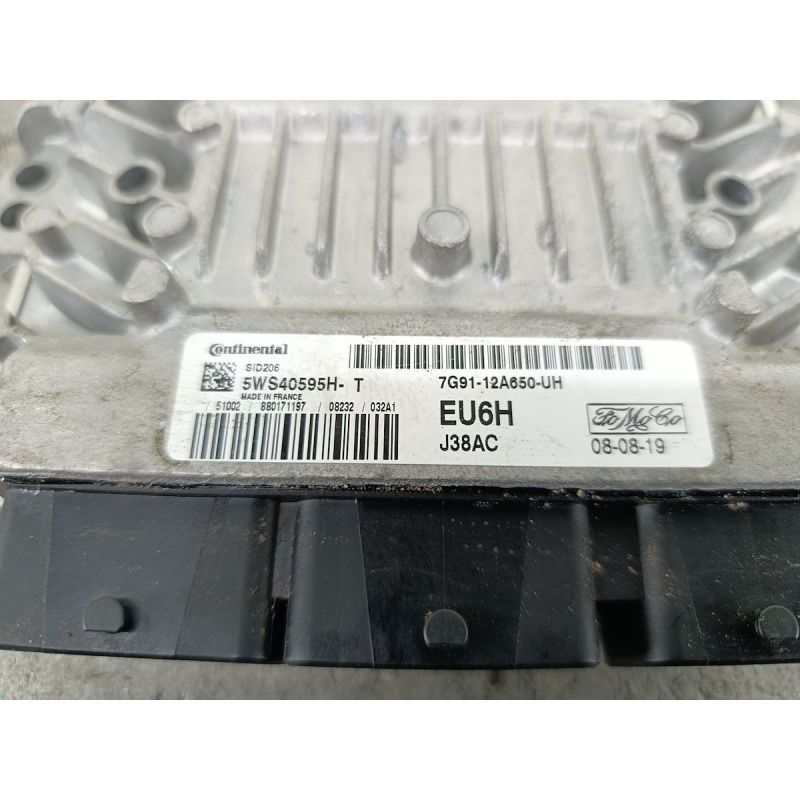 Continental
SID206
5WS40595H- T
MADE IN FRANCE
/ 51002 / 880171197 / 08232 / 032A1
7G91-12A650-UH
EU6H
FoMoCo
J38AC
08-08-19